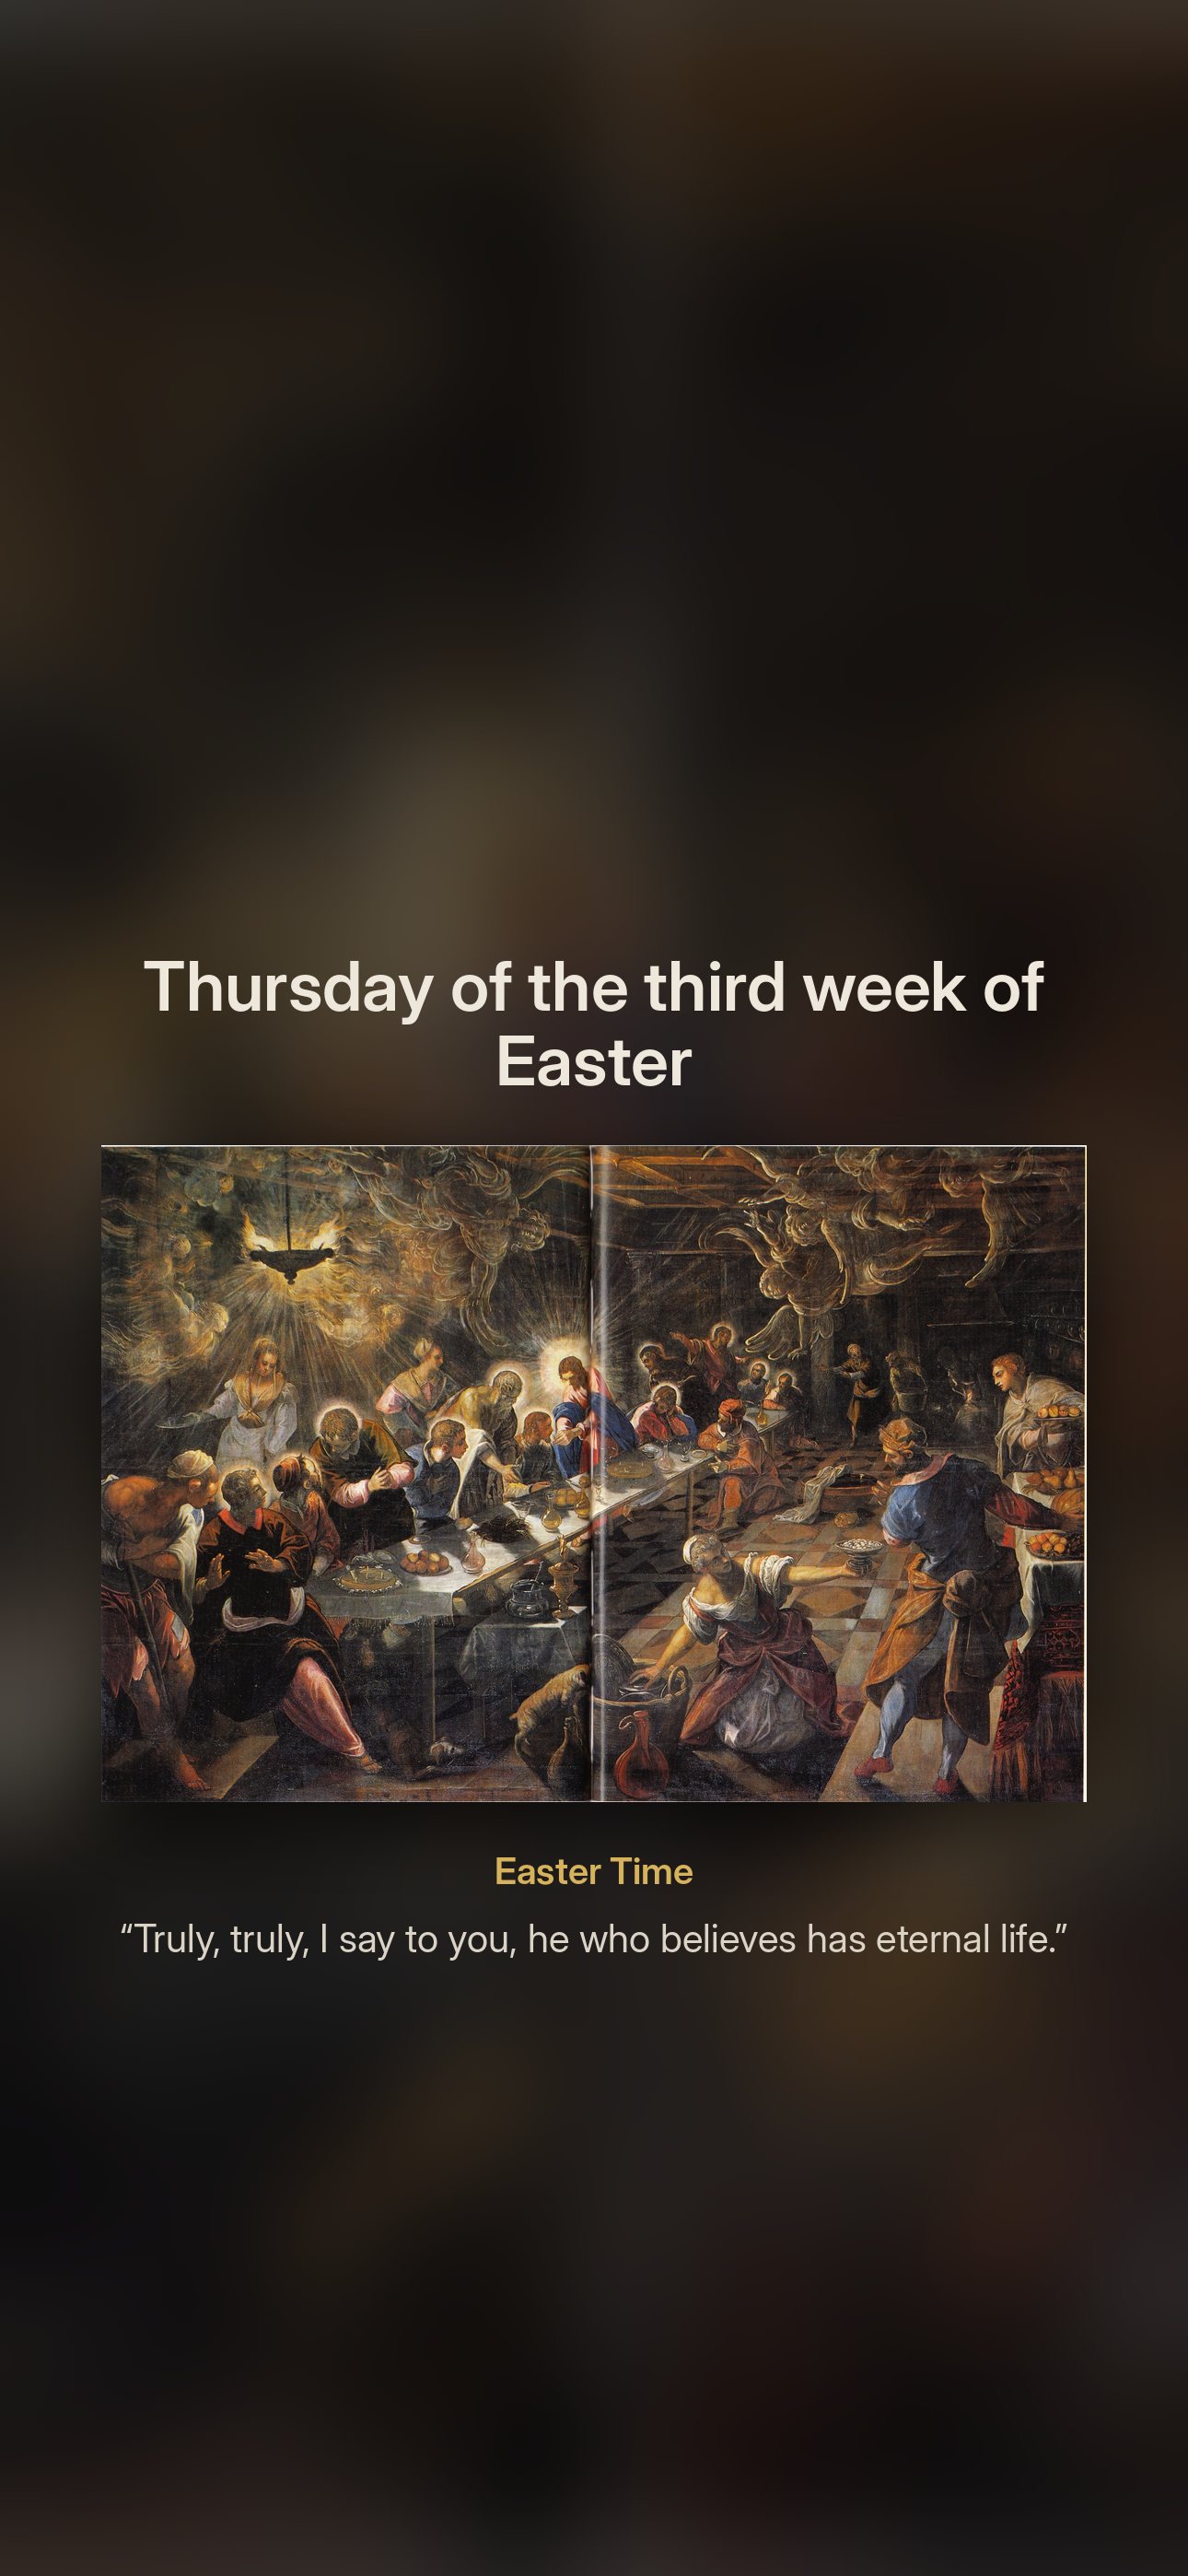 Thursday of the third week of
Easter
Easter Time
“Truly, truly, I say to you, he who believes has eternal life.”